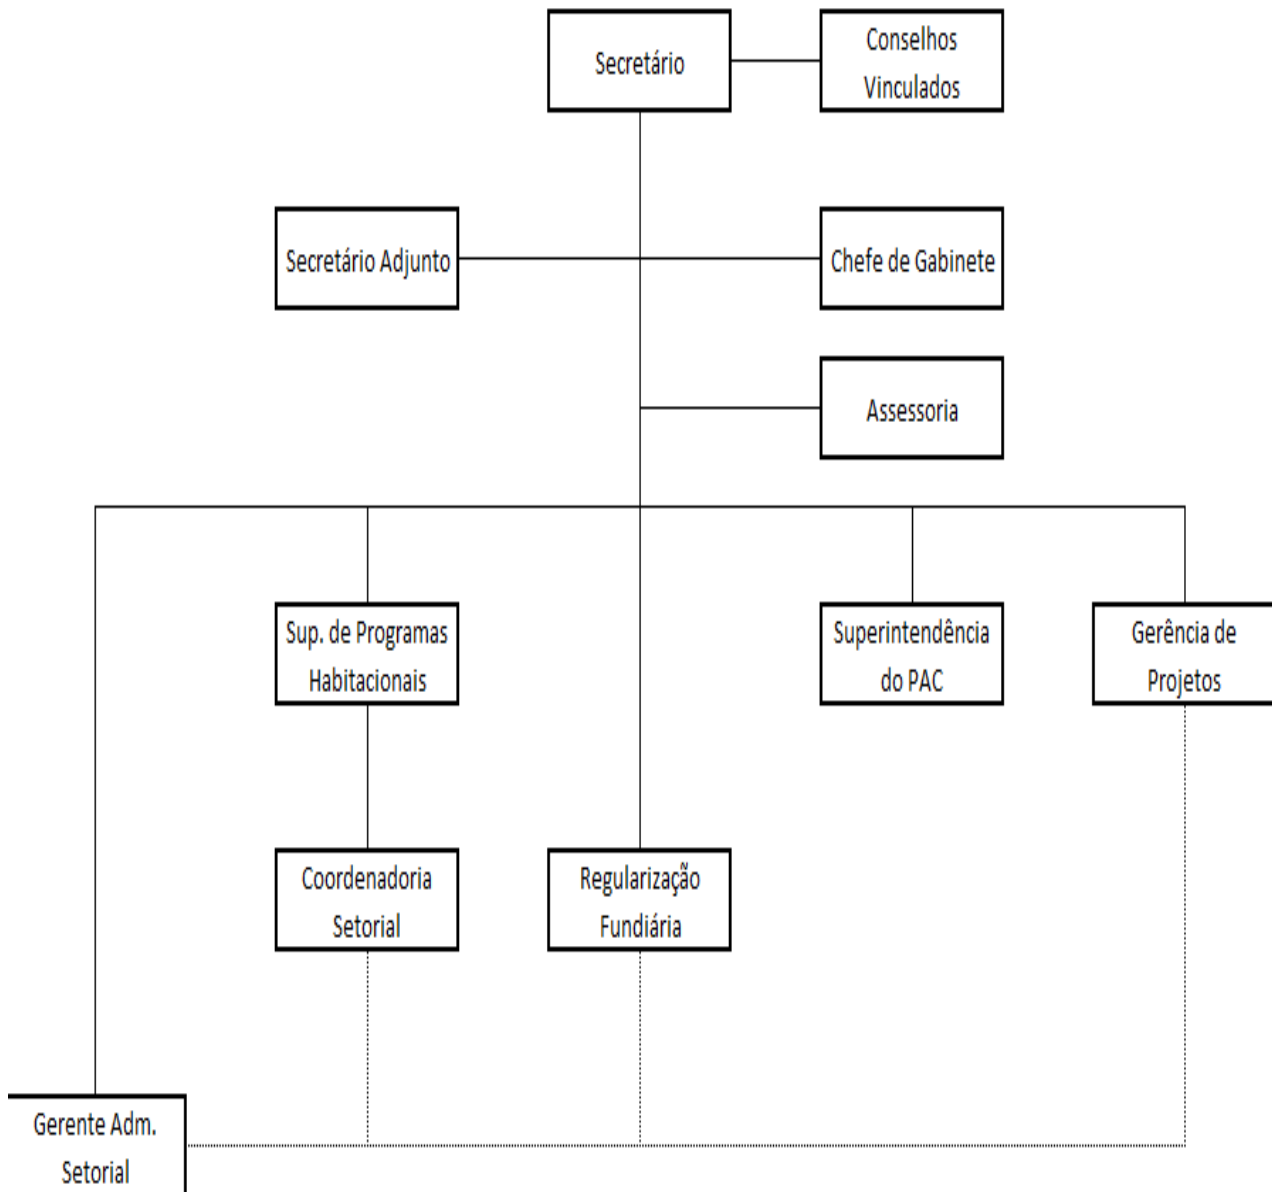 Secretário
Conselhos
Vinculados
Secretário Adjunto
Chefe de Gabinete
Assessoria
Sup. de Programas
Habitacionais
Superintendência
do PAC
Gerência de
Projetos
Coordenadoria
Setorial
Regularização
Fundiária
Gerente Adm.
Setorial